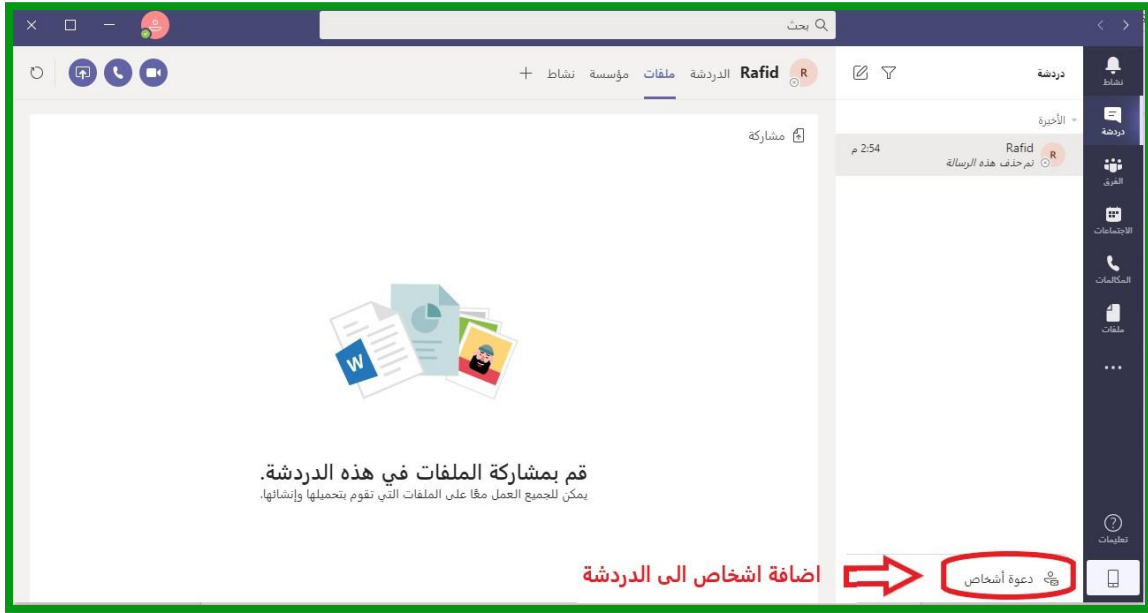 بحث
نشاط
دردشة
الفرق
الاجتماعات
المكالمات
ملفات
تعليمات
دردشة
الأخيرة
R Rafid 2:54 م
تم حذف هذه الرسالة
دعوة أشخاص
R Rafid الدردشة ملفات مؤسسة نشاط +
مشاركة
W
قم بمشاركة الملفات في هذه الدردشة.
يمكن للجميع العمل معًا على الملفات التي تقوم بتحميلها وإنشائها.
اضافة اشخاص الى الدردشة